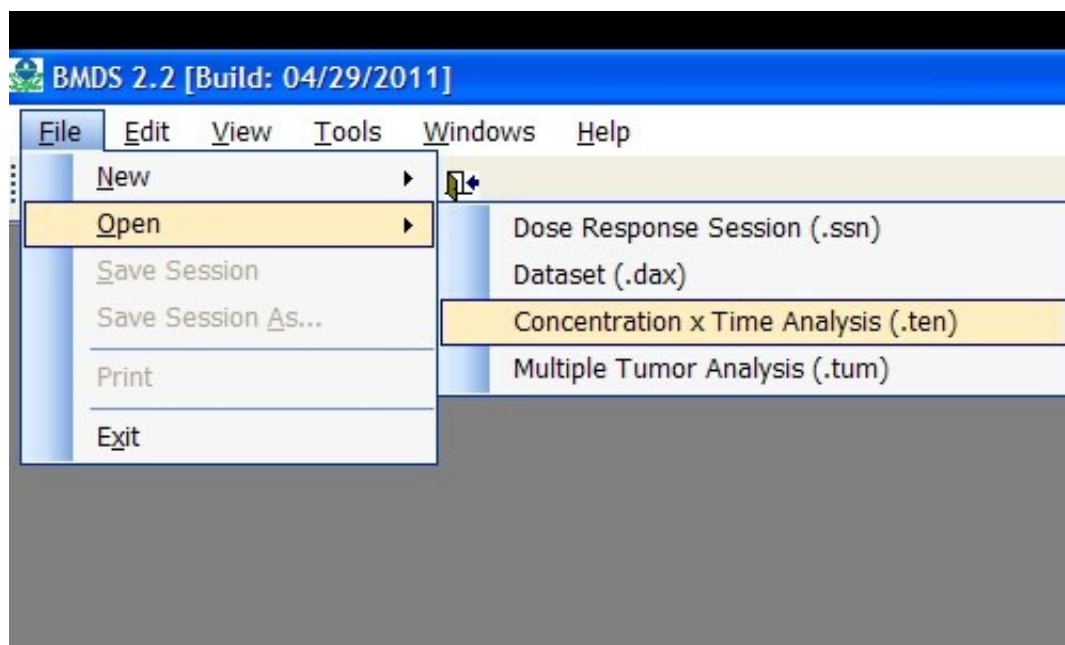 BMDS 2.2 [Build: 04/29/2011]
File Edit View Tools Windows Help
New
Open
Save Session
Save Session As...
Print
Exit
Dose Response Session (.ssn)
Dataset (.dax)
Concentration x Time Analysis (.ten)
Multiple Tumor Analysis (.tum)